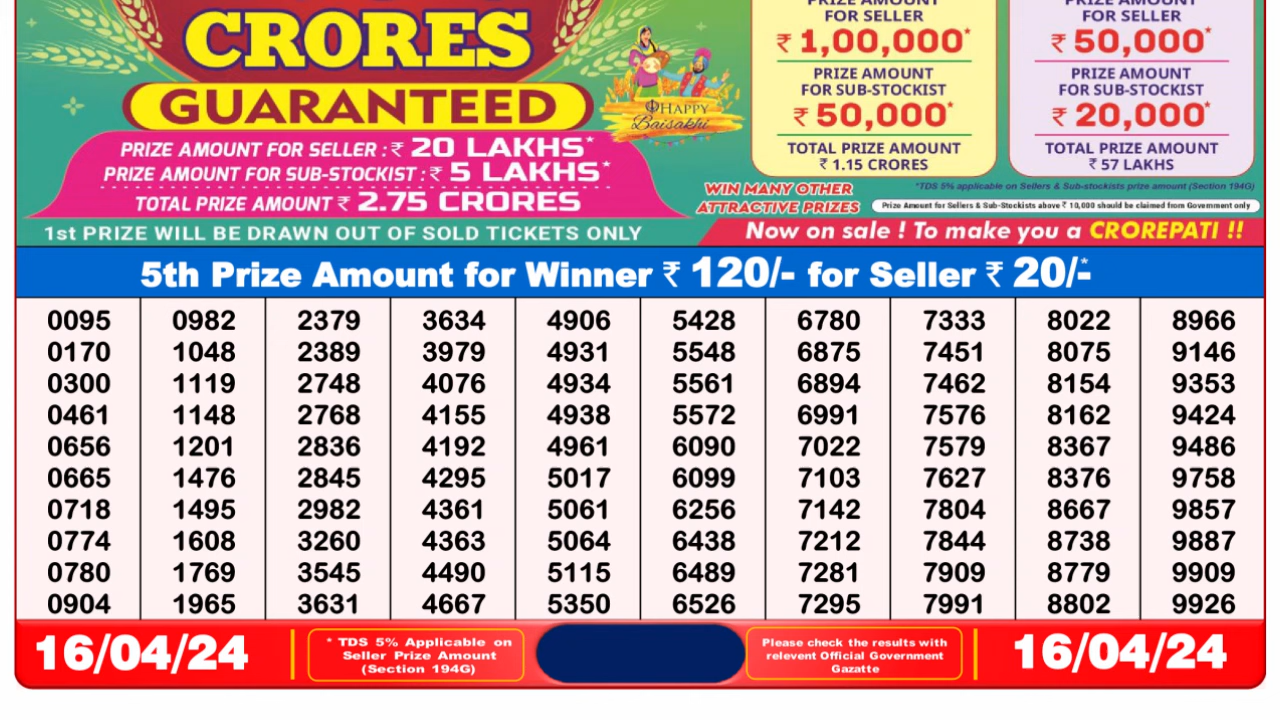 CRORES
GUARANTEED
PRIZE AMOUNT FOR SELLER : ₹ 20 LAKHS*
PRIZE AMOUNT FOR SUB-STOCKIST : ₹ 5 LAKHS*
TOTAL PRIZE AMOUNT ₹ 2.75 CRORES
1st PRIZE WILL BE DRAWN OUT OF SOLD TICKETS ONLY
HAPPY
Baisakhi
PRIZE AMOUNT
FOR SELLER
₹ 1,00,000*
PRIZE AMOUNT
FOR SUB-STOCKIST
₹ 50,000*
TOTAL PRIZE AMOUNT
₹ 1.15 CRORES
PRIZE AMOUNT
FOR SELLER
₹ 50,000*
PRIZE AMOUNT
FOR SUB-STOCKIST
₹ 20,000*
TOTAL PRIZE AMOUNT
₹ 57 LAKHS
WIN MANY OTHER
ATTRACTIVE PRIZES
*TDS 5% applicable on Sellers & Sub-stockists prize amount (Section 194G)
Prize Amount for Sellers & Sub-Stockists above ₹ 10,000 should be claimed from Government only
Now on sale ! To make you a CROREPATI !!
5th Prize Amount for Winner ₹ 120/- for Seller ₹ 20/-*
0095 0982 2379 3634 4906 5428 6780 7333 8022 8966
0170 1048 2389 3979 4931 5548 6875 7451 8075 9146
0300 1119 2748 4076 4934 5561 6894 7462 8154 9353
0461 1148 2768 4155 4938 5572 6991 7576 8162 9424
0656 1201 2836 4192 4961 6090 7022 7579 8367 9486
0665 1476 2845 4295 5017 6099 7103 7627 8376 9758
0718 1495 2982 4361 5061 6256 7142 7804 8667 9857
0774 1608 3260 4363 5064 6438 7212 7844 8738 9887
0780 1769 3545 4490 5115 6489 7281 7909 8779 9909
0904 1965 3631 4667 5350 6526 7295 7991 8802 9926
16/04/24
* TDS 5% Applicable on
Seller Prize Amount
(Section 194G)
Please check the results with
relevent Official Government
Gazatte
16/04/24